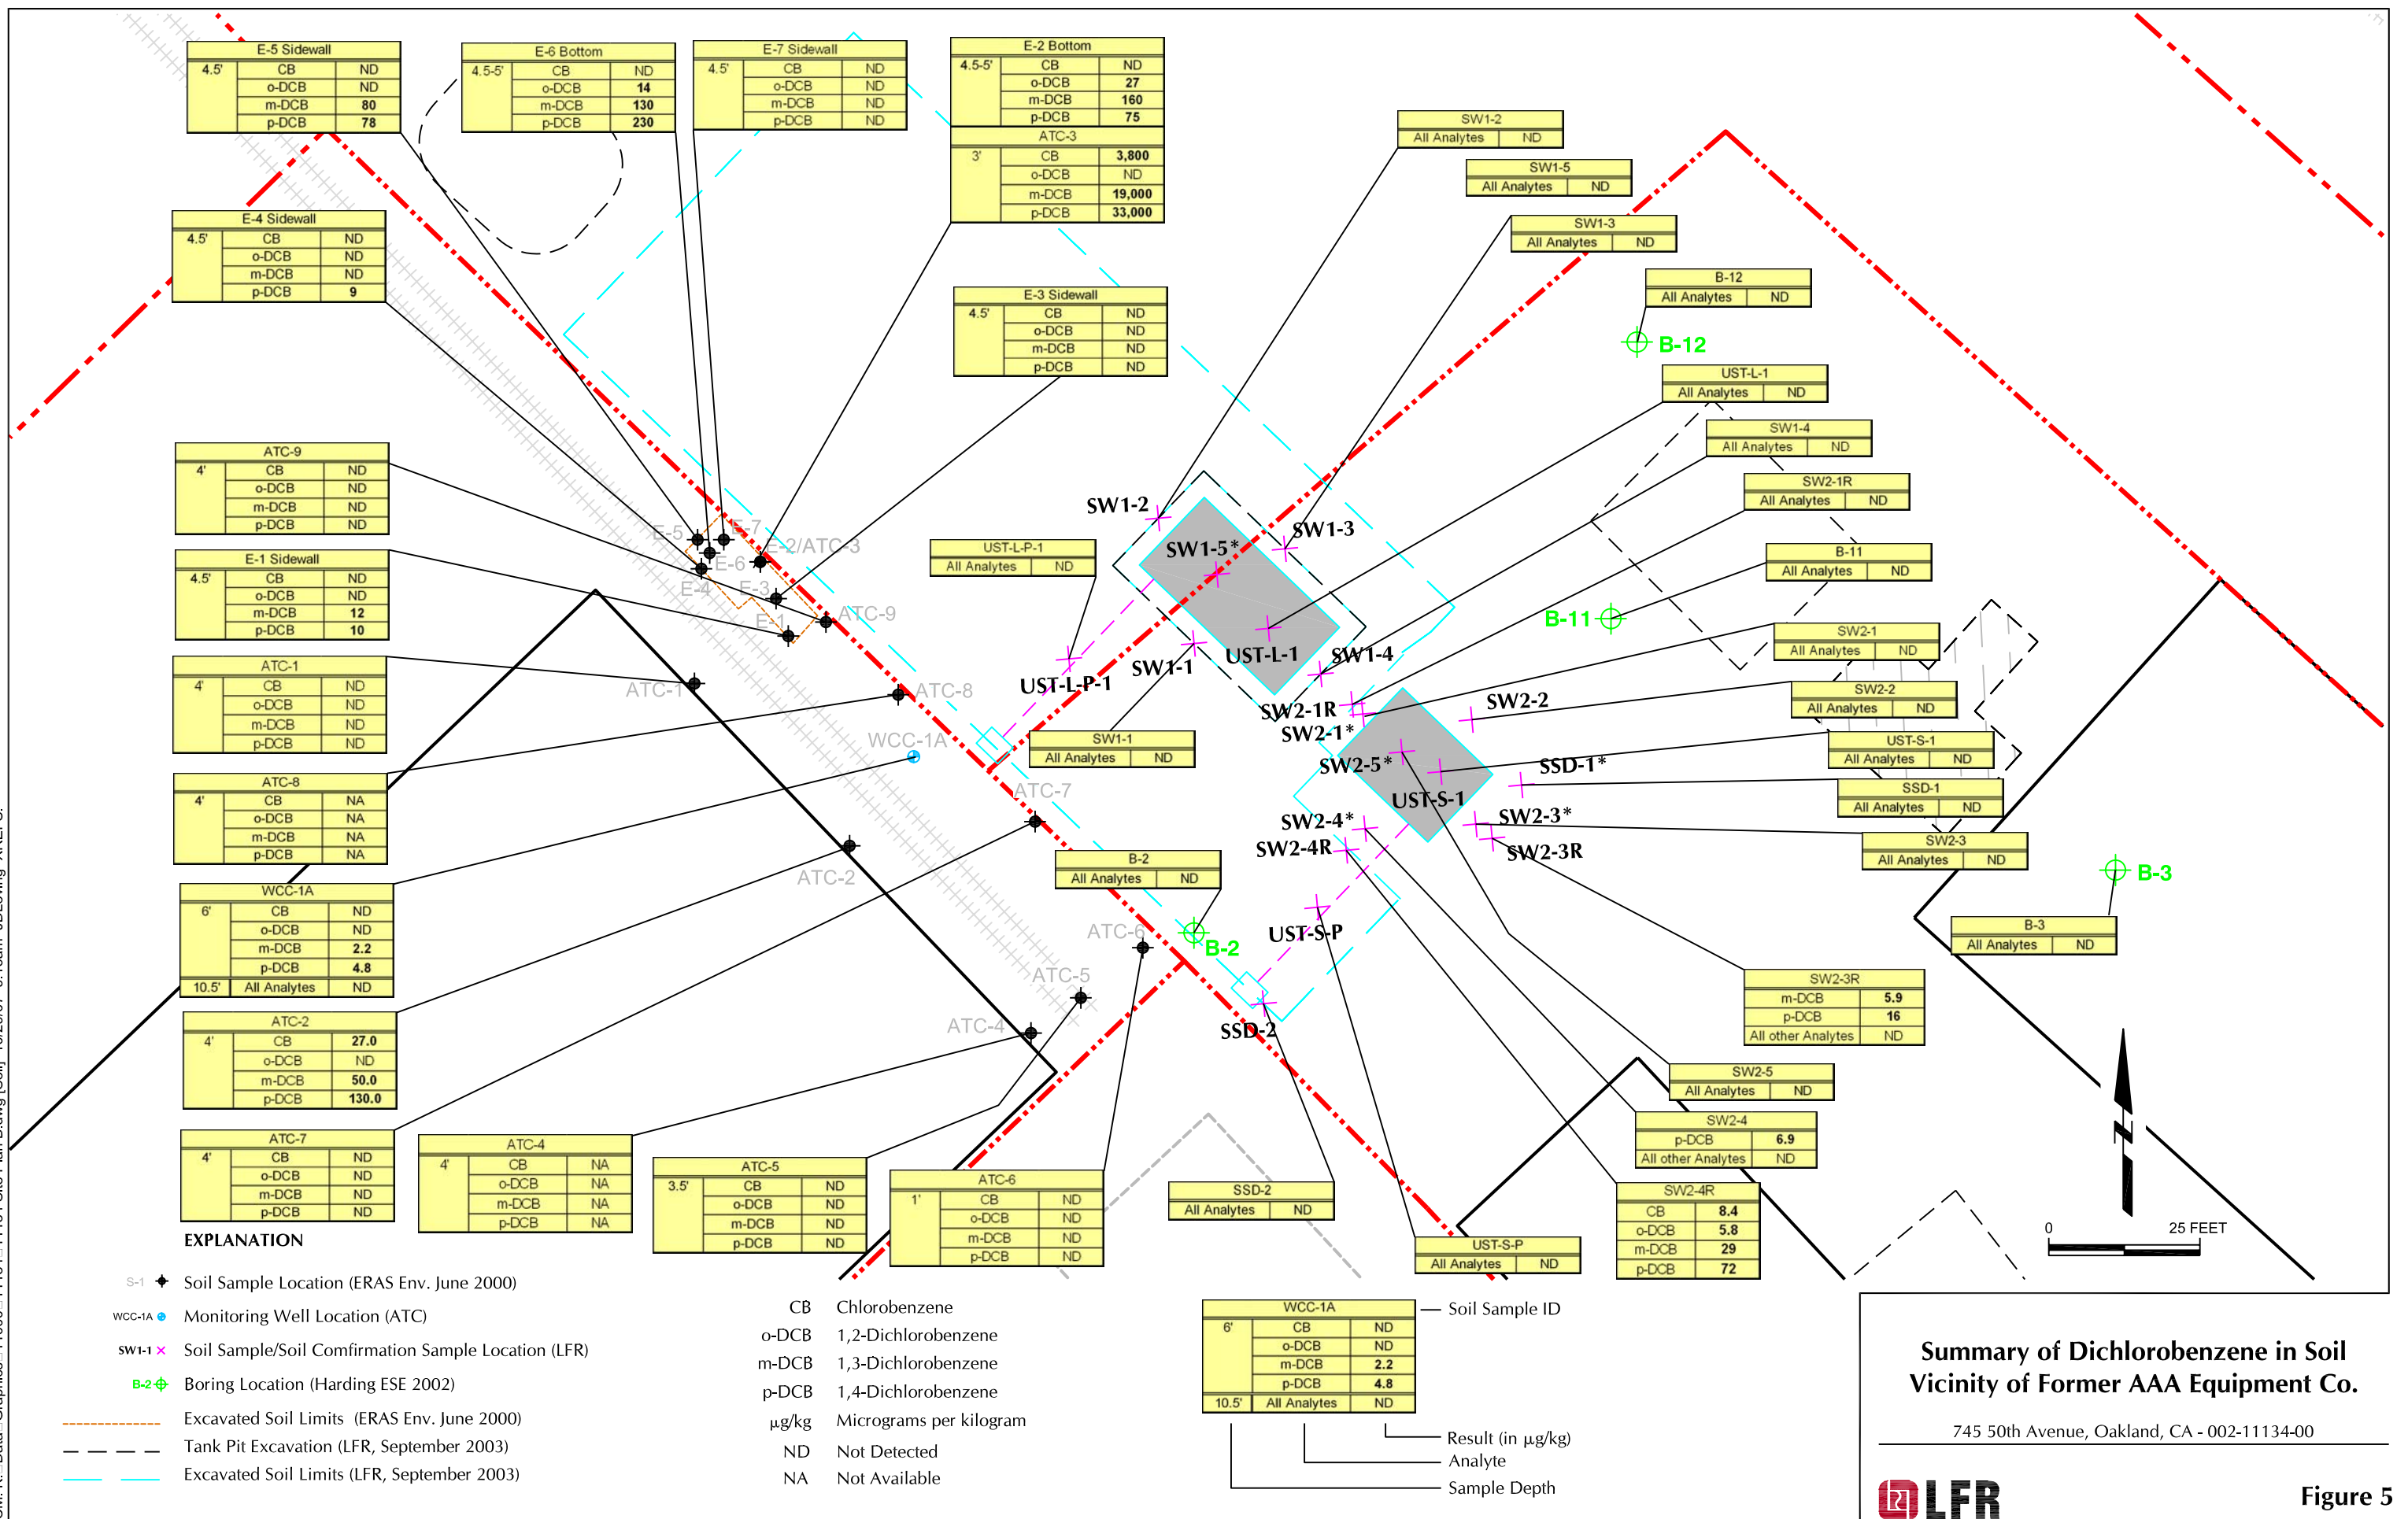 E-5 Sidewall
4.5' CB ND
o-DCB ND
m-DCB 80
p-DCB 78
E-6 Bottom
4.5-5' CB ND
o-DCB 14
m-DCB 130
p-DCB 230
E-7 Sidewall
4.5' CB ND
o-DCB ND
m-DCB ND
p-DCB ND
E-2 Bottom
4.5-5' CB ND
o-DCB 27
m-DCB 160
p-DCB 75
ATC-3
3' CB 3,800
o-DCB ND
m-DCB 19,000
p-DCB 33,000
SW1-2
All Analytes ND
SW1-5
All Analytes ND
SW1-3
All Analytes ND
B-12
All Analytes ND
B-12
E-4 Sidewall
4.5' CB ND
o-DCB ND
m-DCB ND
p-DCB 9
E-3 Sidewall
4.5' CB ND
o-DCB ND
m-DCB ND
p-DCB ND
UST-L-1
All Analytes ND
SW1-4
All Analytes ND
SW2-1R
All Analytes ND
B-11
All Analytes ND
B-11
ATC-9
4' CB ND
o-DCB ND
m-DCB ND
p-DCB ND
E-1 Sidewall
4.5' CB ND
o-DCB ND
m-DCB 12
p-DCB 10
ATC-1
4' CB ND
o-DCB ND
m-DCB ND
p-DCB ND
ATC-8
4' CB NA
o-DCB NA
m-DCB NA
p-DCB NA
WCC-1A
6' CB ND
o-DCB ND
m-DCB 2.2
p-DCB 4.8
10.5' All Analytes ND
ATC-2
4' CB 27.0
o-DCB ND
m-DCB 50.0
p-DCB 130.0
ATC-7
4' CB ND
o-DCB ND
m-DCB ND
p-DCB ND
ATC-4
4' CB NA
o-DCB NA
m-DCB NA
p-DCB NA
ATC-5
3.5' CB ND
o-DCB ND
m-DCB ND
p-DCB ND
ATC-6
1' CB ND
o-DCB ND
m-DCB ND
p-DCB ND
E-5
E-7
E-2/ATC-3
E-6
E-4
E-3
ATC-9
E-1
ATC-1
ATC-8
WCC-1A
ATC-7
ATC-2
ATC-6
ATC-5
ATC-4
UST-L-P-1
All Analytes ND
SW1-2
SW1-3
SW1-5*
SW1-1
UST-L-1
SW1-4
UST-L-P-1
SW1-1
All Analytes ND
SW2-1R
SW2-1*
SW2-2
SW2-5*
SSD-1*
UST-S-1
SW2-4*
SW2-3*
SW2-4R
SW2-3R
UST-S-P
SSD-2
B-2
All Analytes ND
B-2
SW2-1
All Analytes ND
SW2-2
All Analytes ND
UST-S-1
All Analytes ND
SSD-1
All Analytes ND
SW2-3
All Analytes ND
B-3
B-3
All Analytes ND
SW2-3R
m-DCB 5.9
p-DCB 16
All other Analytes ND
SW2-5
All Analytes ND
SW2-4
p-DCB 6.9
All other Analytes ND
SW2-4R
CB 8.4
o-DCB 5.8
m-DCB 29
p-DCB 72
SSD-2
All Analytes ND
UST-S-P
All Analytes ND
N
0 25 FEET
EXPLANATION
S-1 Soil Sample Location (ERAS Env. June 2000)
WCC-1A Monitoring Well Location (ATC)
SW1-1 Soil Sample/Soil Comfirmation Sample Location (LFR)
B-2 Boring Location (Harding ESE 2002)
Excavated Soil Limits (ERAS Env. June 2000)
Tank Pit Excavation (LFR, September 2003)
Excavated Soil Limits (LFR, September 2003)
CB Chlorobenzene
o-DCB 1,2-Dichlorobenzene
m-DCB 1,3-Dichlorobenzene
p-DCB 1,4-Dichlorobenzene
µg/kg Micrograms per kilogram
ND Not Detected
NA Not Available
WCC-1A
6' CB ND
o-DCB ND
m-DCB 2.2
p-DCB 4.8
10.5' All Analytes ND
Soil Sample ID
Result (in µg/kg)
Analyte
Sample Depth
Summary of Dichlorobenzene in Soil
Vicinity of Former AAA Equipment Co.
745 50th Avenue, Oakland, CA - 002-11134-00
LFR
Figure 5